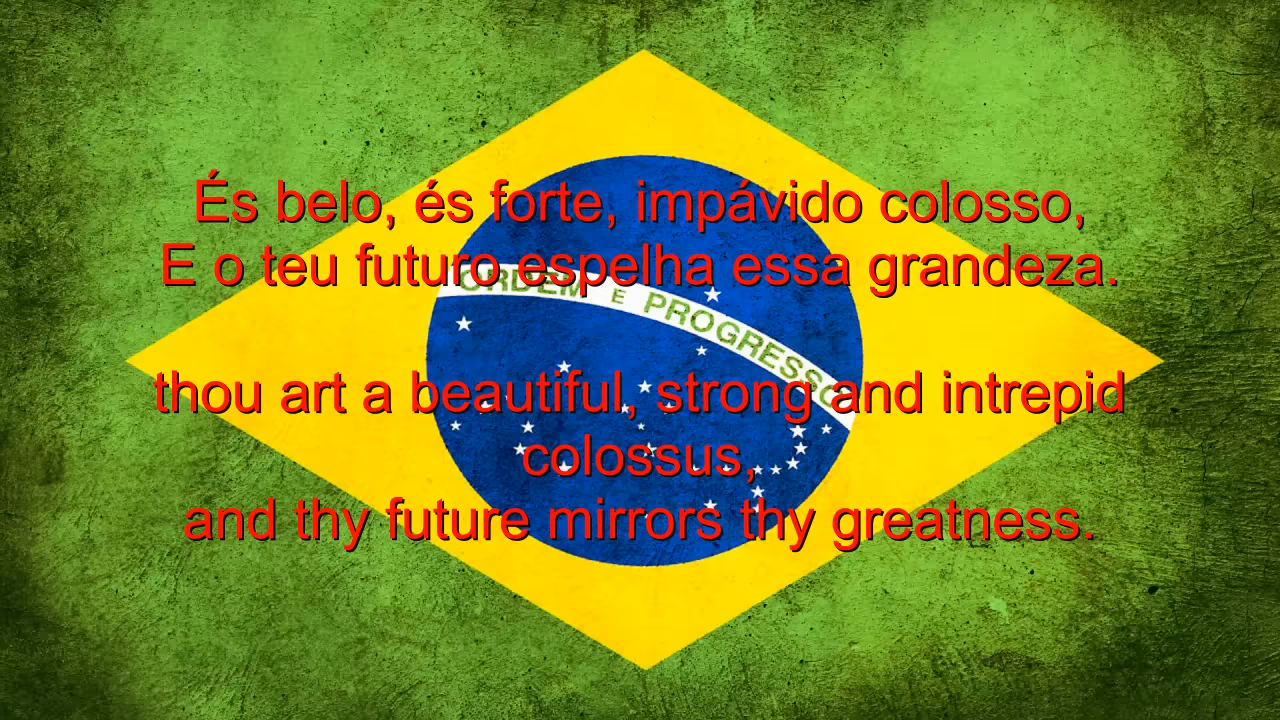 És belo, és forte, impávido colosso,
E o teu futuro espelha essa grandeza.
ORDEM E PROGRESSO
thou art a beautiful, strong and intrepid
colossus,
and thy future mirrors thy greatness.